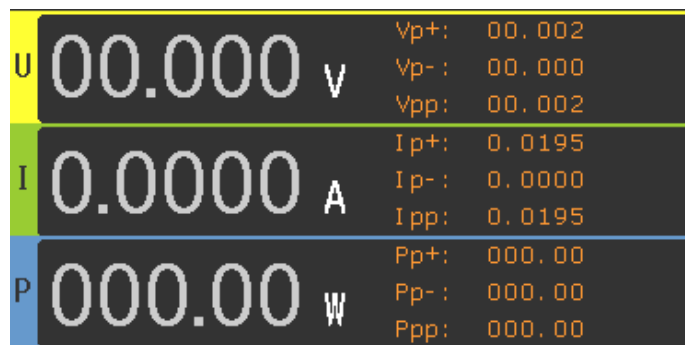 U 00.000 V
Vp+: 00.002
Vp-: 00.000
Vpp: 00.002
I 0.0000 A
Ip+: 0.0195
Ip-: 0.0000
Ipp: 0.0195
P 000.00 W
Pp+: 000.00
Pp-: 000.00
Ppp: 000.00